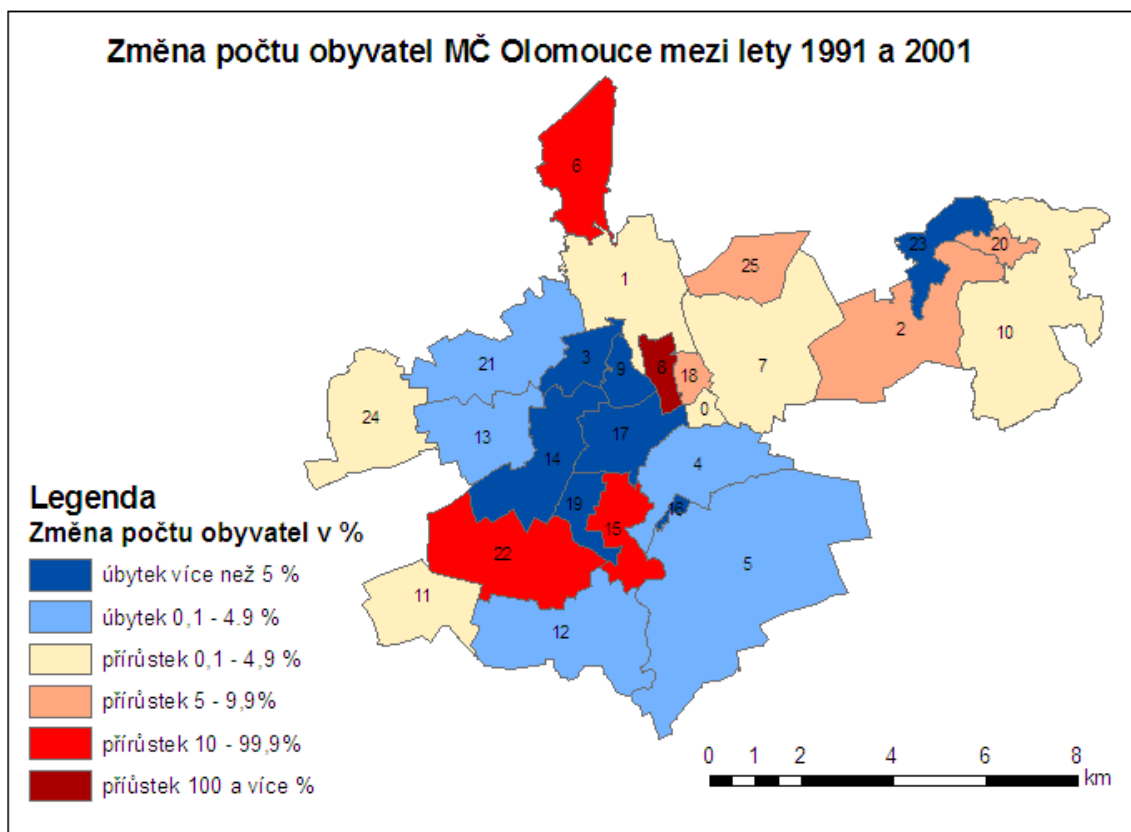 Změna počtu obyvatel MČ Olomouce mezi lety 1991 a 2001
6
23
20
25
1
2
10
3
21
9
8
18
7
0
24
13
17
14
4
19
16
15
22
5
11
12
Legenda
Změna počtu obyvatel v %
úbytek více než 5 %
úbytek 0,1 - 4.9 %
přírůstek 0,1 - 4,9 %
přírůstek 5 - 9,9%
přírůstek 10 - 99,9%
příůstek 100 a více %
0 1 2 4 6 8
km